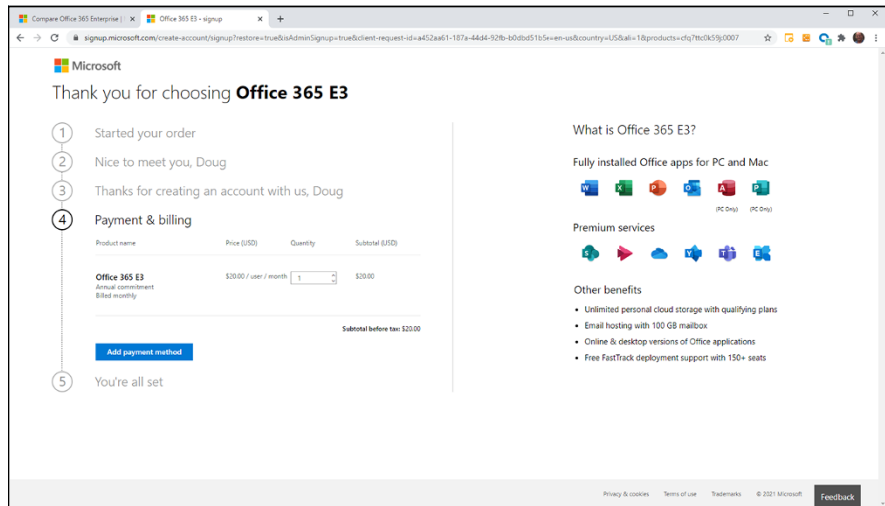 Compare Office 365 Enterprise |
Office 365 E3 - signup
signup.microsoft.com/create-account/signup?restore=true&isAdminSignup=true&client-request-id=a452aa61-187a-44d4-92fb-b0dbd51b5e=en-us&country=US&ali=1&products=cfq7ttc0k59j:0007
Microsoft
Thank you for choosing Office 365 E3
1 Started your order
2 Nice to meet you, Doug
3 Thanks for creating an account with us, Doug
4 Payment & billing
Product name Price (USD) Quantity Subtotal (USD)
Office 365 E3 $20.00 / user / month 1 $20.00
Annual commitment
Billed monthly
Subtotal before tax: $20.00
Add payment method
5 You're all set
What is Office 365 E3?
Fully installed Office apps for PC and Mac
(PC Only) (PC Only)
Premium services
Other benefits
• Unlimited personal cloud storage with qualifying plans
• Email hosting with 100 GB mailbox
• Online & desktop versions of Office applications
• Free FastTrack deployment support with 150+ seats
Privacy & cookies Terms of use Trademarks © 2021 Microsoft Feedback